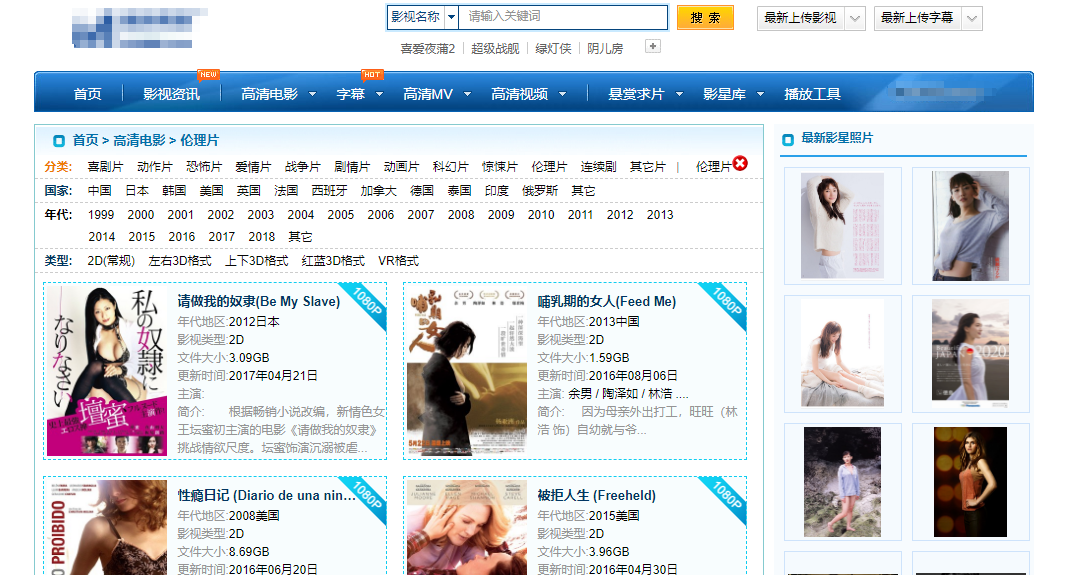 影视名称 请输入关键词 搜 索 最新上传影视 最新上传字幕
喜爱夜蒲2 超级战舰 绿灯侠 阴儿房
NEW HOT
首页 影视资讯 高清电影 字幕 高清MV 高清视频 悬赏求片 影星库 播放工具
首页 > 高清电影 > 伦理片
分类: 喜剧片 动作片 恐怖片 爱情片 战争片 剧情片 动画片 科幻片 惊悚片 伦理片 连续剧 其它片 | 伦理片
国家: 中国 日本 韩国 美国 英国 法国 西班牙 加拿大 德国 泰国 印度 俄罗斯 其它
年代: 1999 2000 2001 2002 2003 2004 2005 2006 2007 2008 2009 2010 2011 2012 2013
2014 2015 2016 2017 2018 其它
类型: 2D(常规) 左右3D格式 上下3D格式 红蓝3D格式 VR格式
私の奴隷に
なりなさい
壇蜜
1080P
请做我的奴隶(Be My Slave)
年代地区:2012日本
影视类型:2D
文件大小:3.09GB
更新时间:2017年04月21日
主演:
简介: 根据畅销小说改编，新情色女
王坛蜜初主演的电影《请做我的奴隶》
挑战情欲尺度。坛蜜饰演沉溺被虐...
哺乳期的女人
1080P
哺乳期的女人(Feed Me)
年代地区:2013中国
影视类型:2D
文件大小:1.59GB
更新时间:2016年08月06日
主演: 余男 / 陶泽如 / 林浩 ....
简介: 因为母亲外出打工，旺旺（林
浩 饰）自幼就与爷...
PROIBIDO
1080P
性瘾日记 (Diario de una nin...
年代地区:2008美国
影视类型:2D
文件大小:8.69GB
更新时间:2016年06月20日
JULIANNE MOORE
1080P
被拒人生 (Freeheld)
年代地区:2015美国
影视类型:2D
文件大小:3.96GB
更新时间:2016年04月30日
最新影星照片
JAPAN 2020